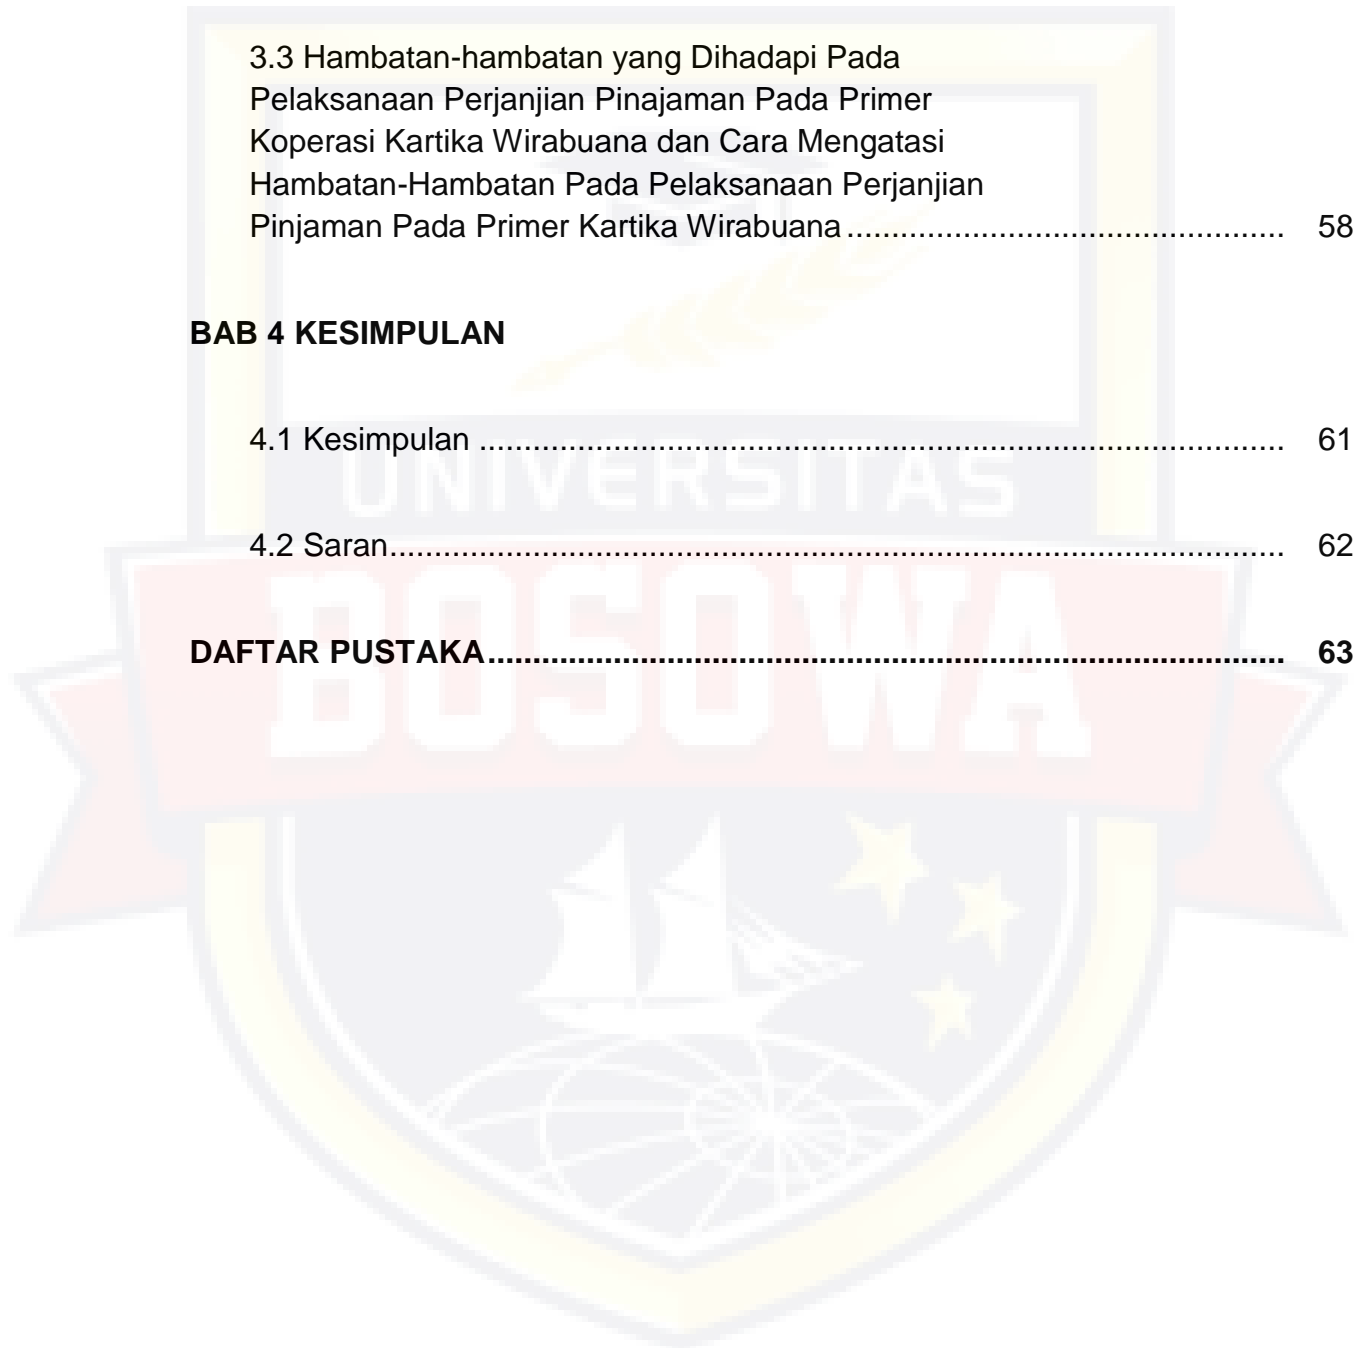 3.3 Hambatan-hambatan yang Dihadapi Pada
Pelaksanaan Perjanjian Pinajaman Pada Primer
Koperasi Kartika Wirabuana dan Cara Mengatasi
Hambatan-Hambatan Pada Pelaksanaan Perjanjian
Pinjaman Pada Primer Kartika Wirabuana ................................................. 58
BAB 4 KESIMPULAN
4.1 Kesimpulan ........................................................................................... 61
UNIVERSITAS
4.2 Saran..................................................................................................... 62
BOSOWA
DAFTAR PUSTAKA........................................................................................ 63